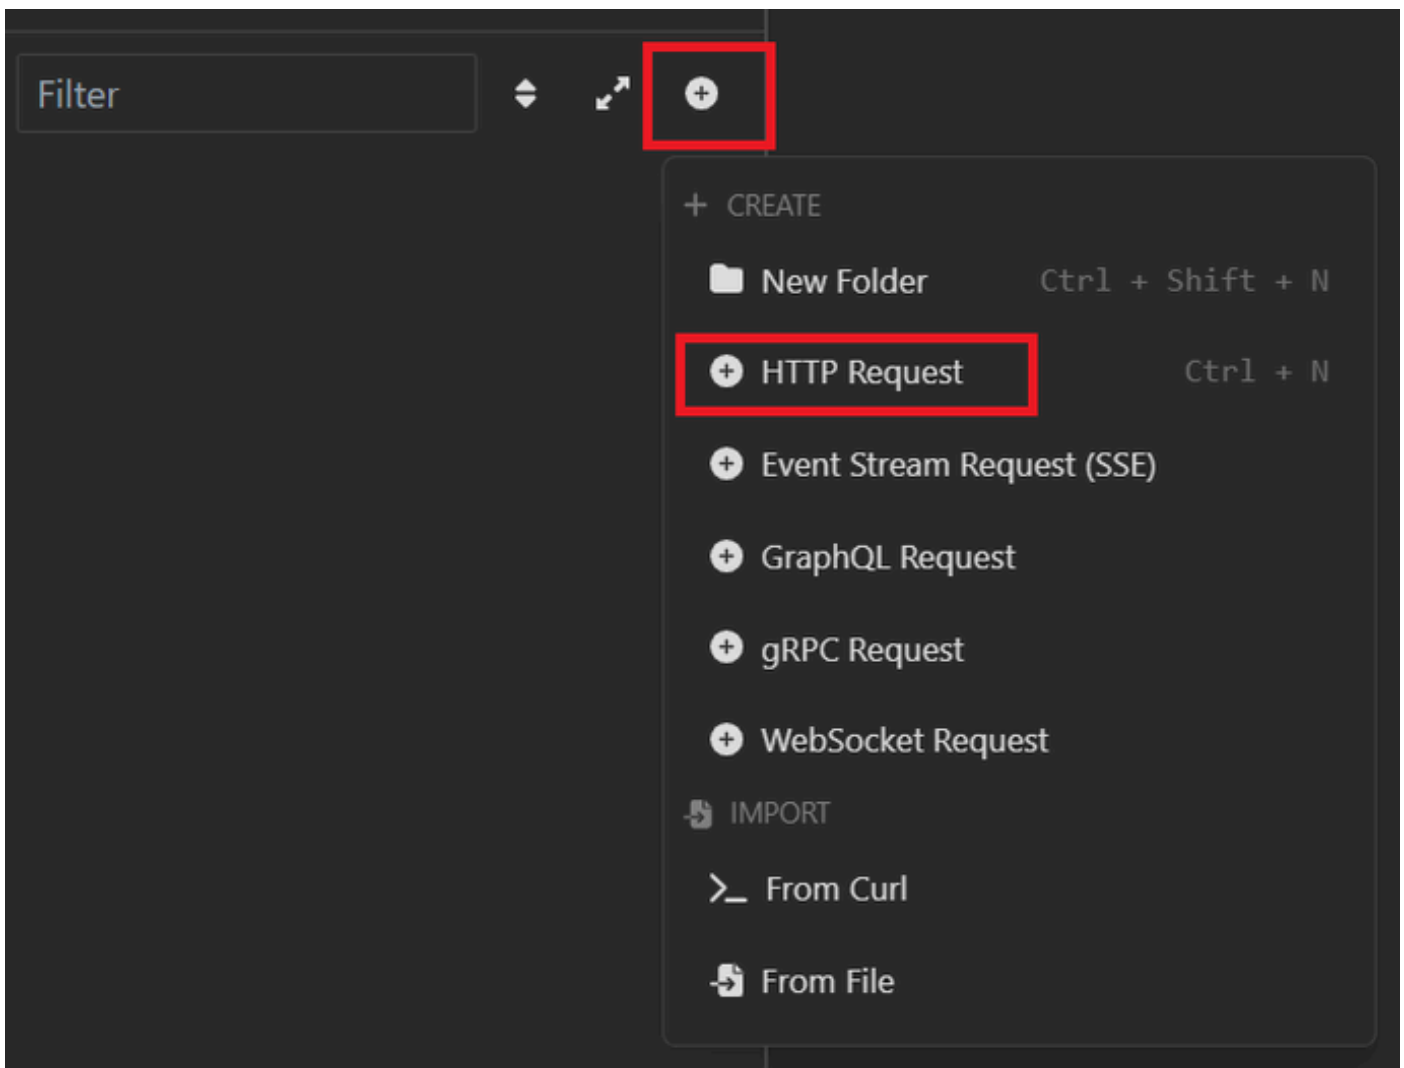 Filter
CREATE
New Folder Ctrl + Shift + N
HTTP Request Ctrl + N
Event Stream Request (SSE)
GraphQL Request
gRPC Request
WebSocket Request
IMPORT
From Curl
From File